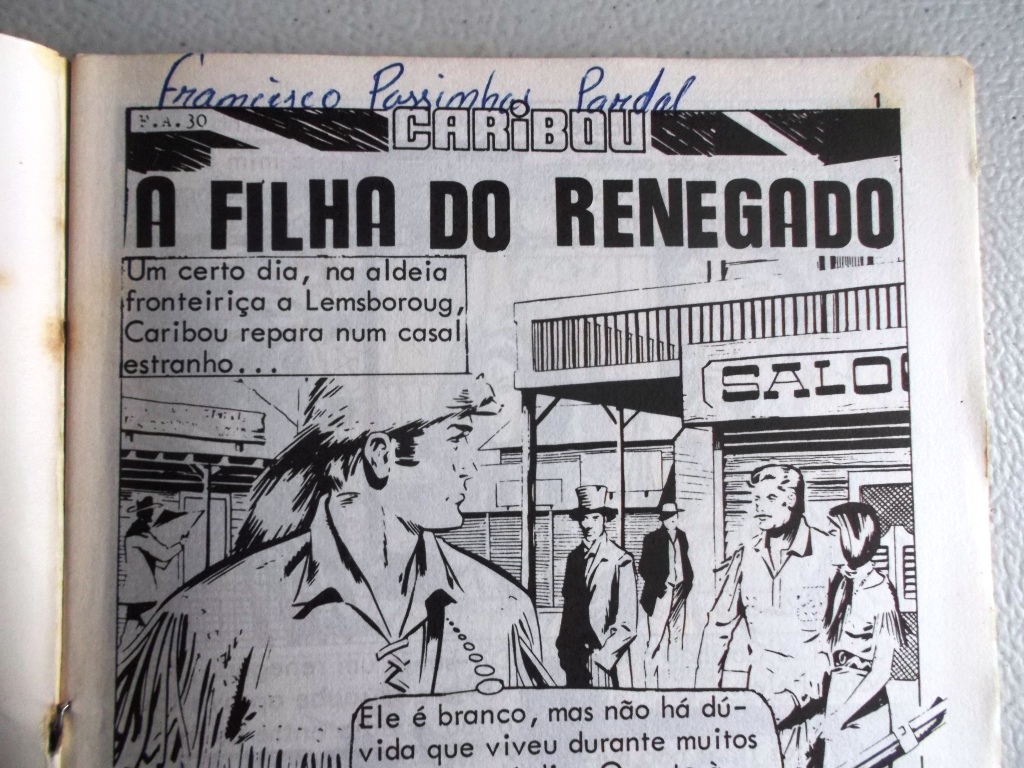 Francisco Passinhas Pardal
1
F.A.30
CARIBOU
A FILHA DO RENEGADO
Um certo dia, na aldeia
fronteiriça a Lemsboroug,
Caribou repara num casal
estranho...
SALOO
Ele é branco, mas não há dú-
vida que viveu durante muitos